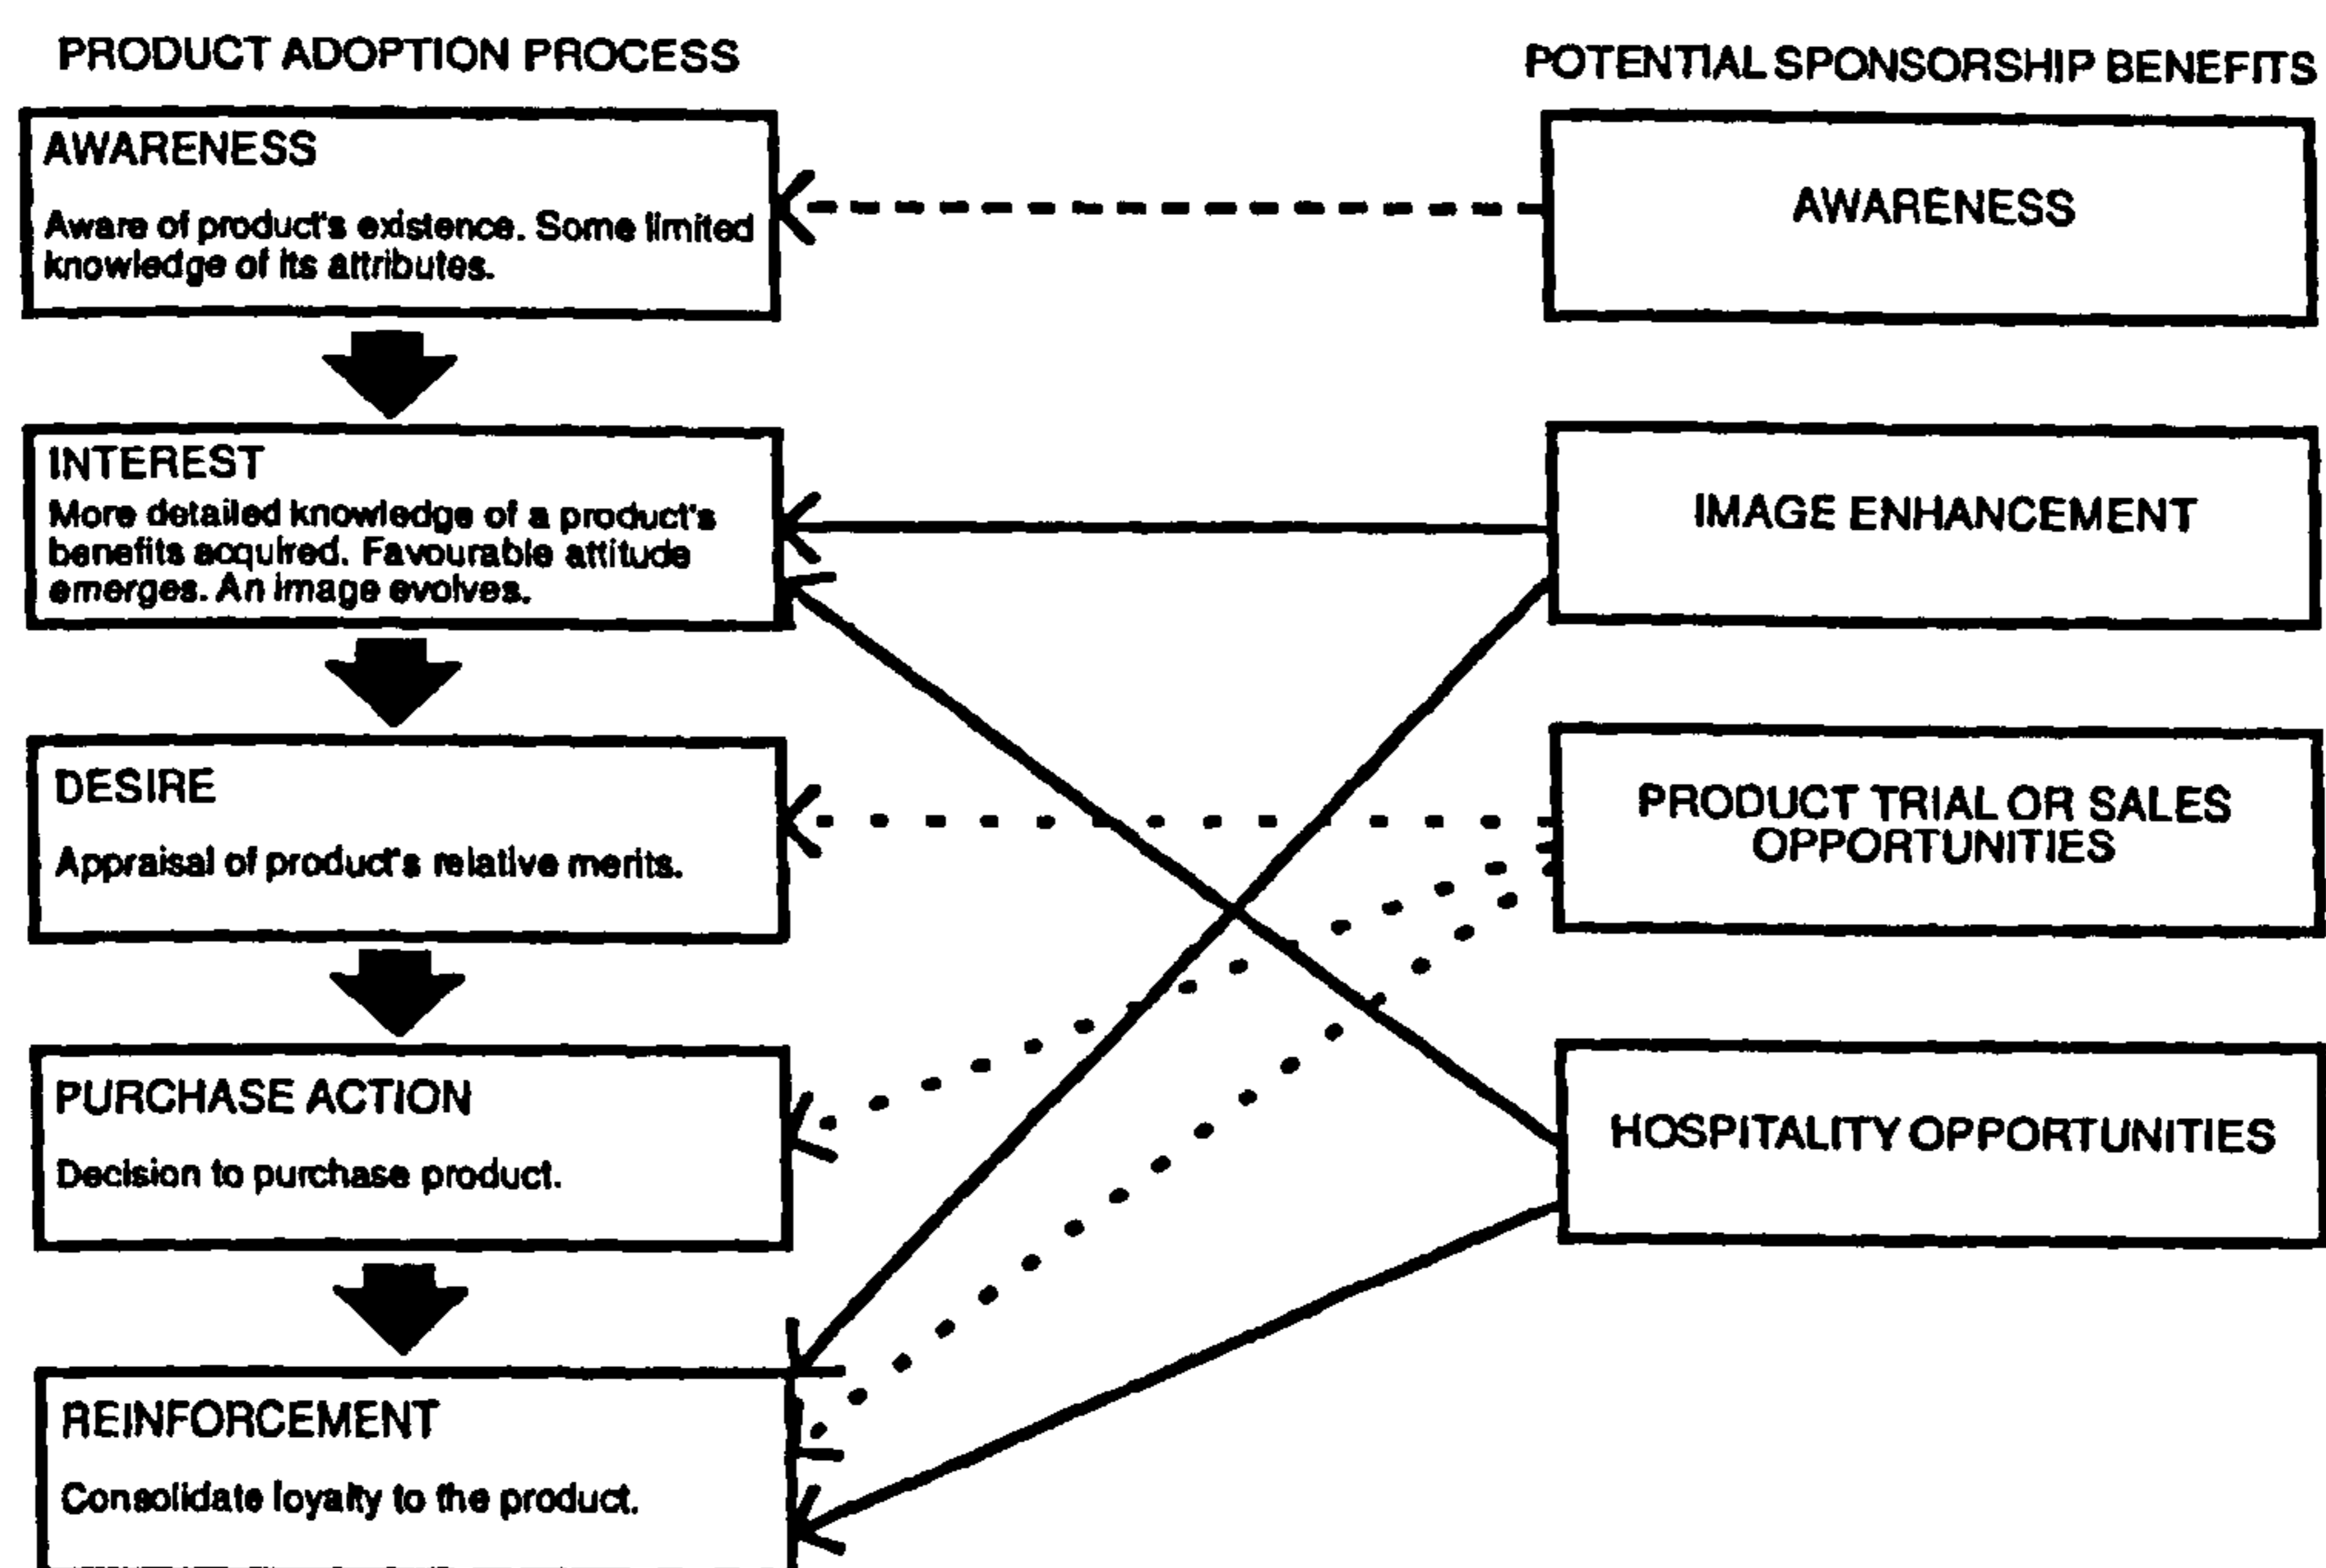 PRODUCT ADOPTION PROCESS
POTENTIAL SPONSORSHIP BENEFITS
AWARENESS
Aware of product's existence. Some limited
knowledge of its attributes.
AWARENESS
INTEREST
More detailed knowledge of a product's
benefits acquired. Favourable attitude
emerges. An image evolves.
IMAGE ENHANCEMENT
DESIRE
Appraisal of product's relative merits.
PRODUCT TRIAL OR SALES
OPPORTUNITIES
PURCHASE ACTION
Decision to purchase product.
HOSPITALITY OPPORTUNITIES
REINFORCEMENT
Consolidate loyalty to the product.